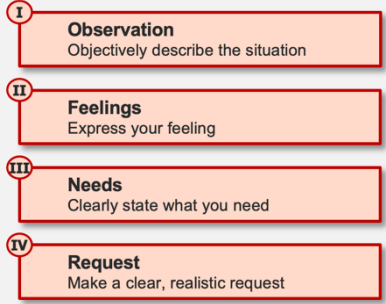 I
Observation
Objectively describe the situation
II
Feelings
Express your feeling
III
Needs
Clearly state what you need
IV
Request
Make a clear, realistic request